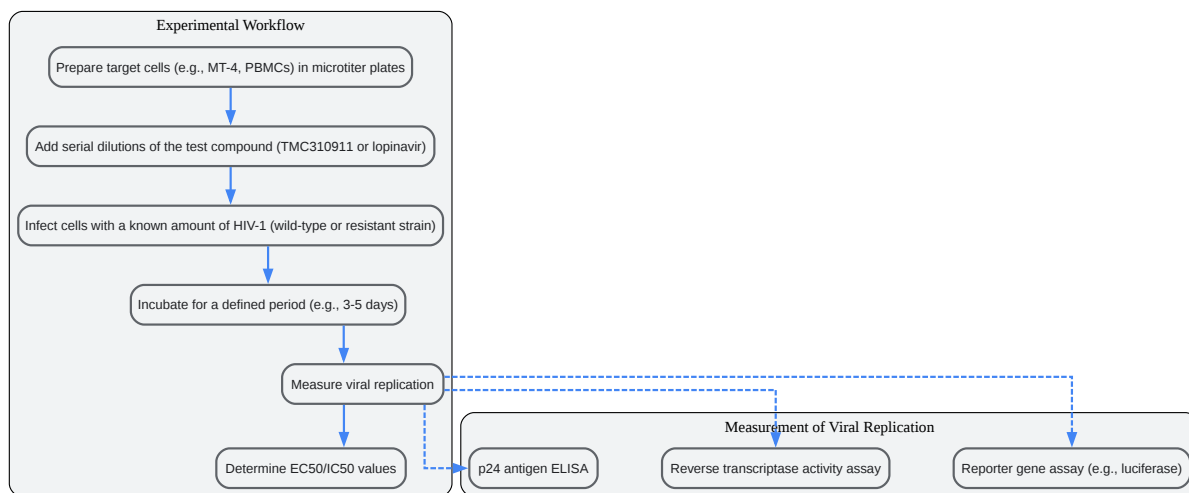 Experimental Workflow
Prepare target cells (e.g., MT-4, PBMCs) in microtiter plates
Add serial dilutions of the test compound (TMC310911 or lopinavir)
Infect cells with a known amount of HIV-1 (wild-type or resistant strain)
Incubate for a defined period (e.g., 3-5 days)
Measure viral replication
Determine EC50/IC50 values
Measurement of Viral Replication
p24 antigen ELISA
Reverse transcriptase activity assay
Reporter gene assay (e.g., luciferase)